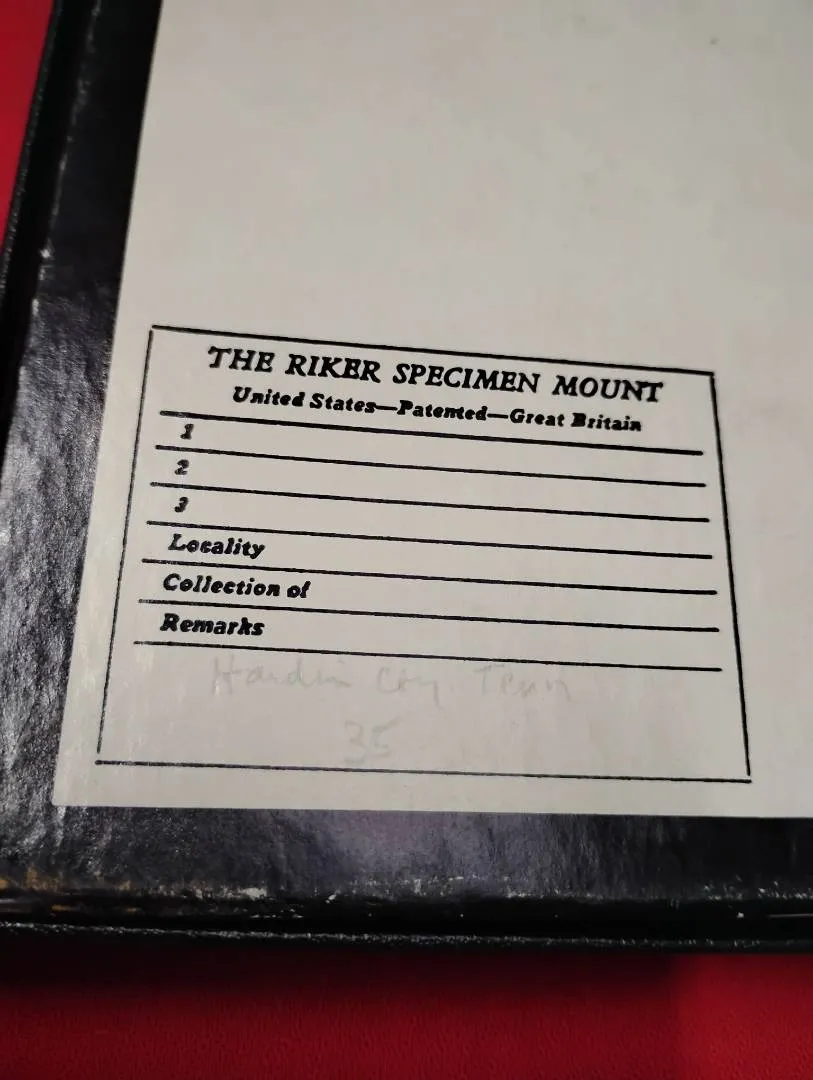 THE RIKER SPECIMEN MOUNT
United States—Patented—Great Britain
1
2
3
Locality
Collection of
Remarks
Hardin Cty Tenn
35